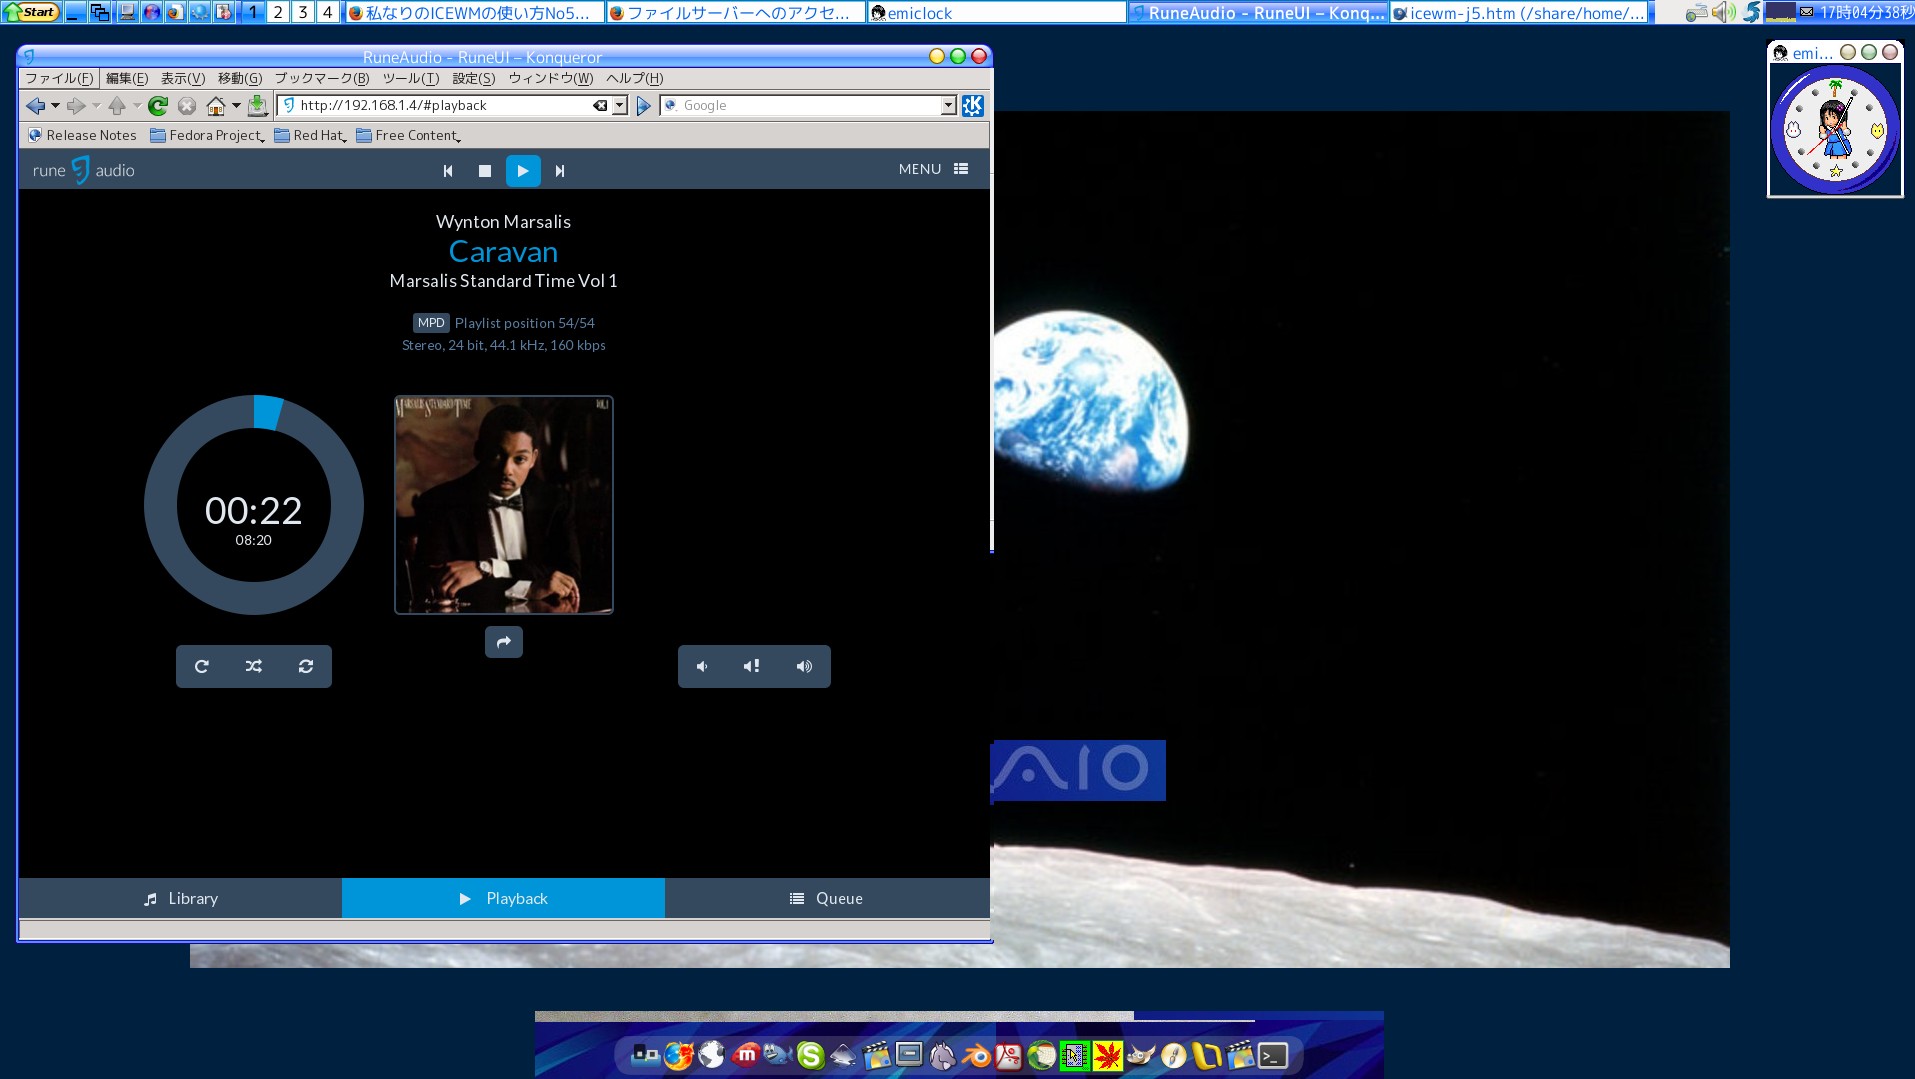 Start 1 2 3 4 私なりのICEWMの使い方No5... ファイルサーバーへのアクセ... emiclock RuneAudio - RuneUI – Konq... icewm-j5.htm (/share/home/... 17時04分38秒
RuneAudio - RuneUI – Konqueror
emi...
ファイル(F) 編集(E) 表示(V) 移動(G) ブックマーク(B) ツール(T) 設定(S) ウィンドウ(W) ヘルプ(H)
http://192.168.1.4/#playback Google
Release Notes Fedora Project Red Hat Free Content
rune audio MENU
Wynton Marsalis
Caravan
Marsalis Standard Time Vol 1
MPD Playlist position 54/54
Stereo, 24 bit, 44.1 kHz, 160 kbps
MARSALIS STANDARD TIME VOL.1
00:22
08:20
AIO
Library Playback Queue